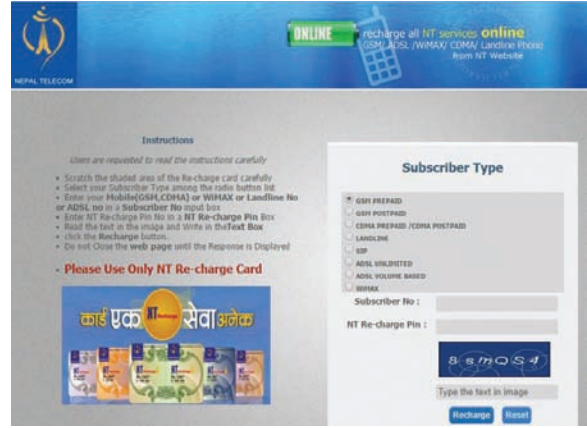 NEPAL TELECOM
ONLINE
recharge all NT services online
GSM/ ADSL /WiMAX/ CDMA/ Landline Phone
from NT Website
Instructions
Users are requested to read the instructions carefully
Scratch the shaded area of the Re-charge card carefully
Select your Subscriber Type among the radio button list
Enter your Mobile(GSM,CDMA) or WiMAX or Landline No
or ADSL no in a Subscriber No input box
Enter NT Re-charge Pin No in a NT Re-charge Pin Box
Read the text in the image and Write in theText Box
click the Recharge button.
Do not Close the web page until the Response is Displayed
Please Use Only NT Re-charge Card
कार्ड एक NT सेवा अनेक
Subscriber Type
GSM PREPAID
GSM POSTPAID
CDMA PREPAID /CDMA POSTPAID
LANDLINE
SIP
ADSL UNLIMITED
ADSL VOLUME BASED
WIMAX
Subscriber No :
NT Re-charge Pin :
8smQS4
Type the text in image
Recharge Reset